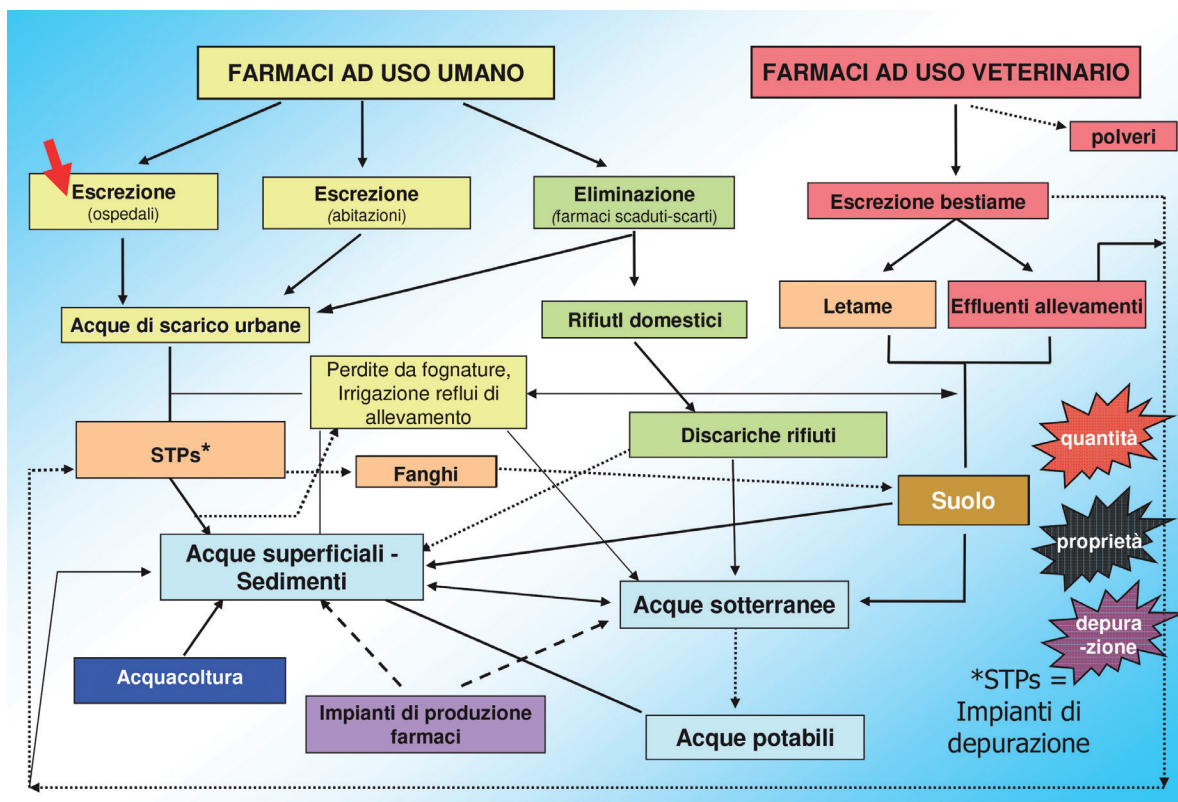 FARMACI AD USO UMANO
FARMACI AD USO VETERINARIO
polveri
Escrezione
(ospedali)
Escrezione
(abitazioni)
Eliminazione
(farmaci scaduti-scarti)
Escrezione bestiame
Acque di scarico urbane
Rifiuti domestici
Letame
Effluenti allevamenti
Perdite da fognature,
Irrigazione reflui di
allevamento
STPs*
Fanghi
Discariche rifiuti
quantità
Suolo
proprietà
Acque superficiali -
Sedimenti
Acque sotterranee
depura
-zione
Acquacoltura
Impianti di produzione
farmaci
Acque potabili
*STPs =
Impianti di
depurazione